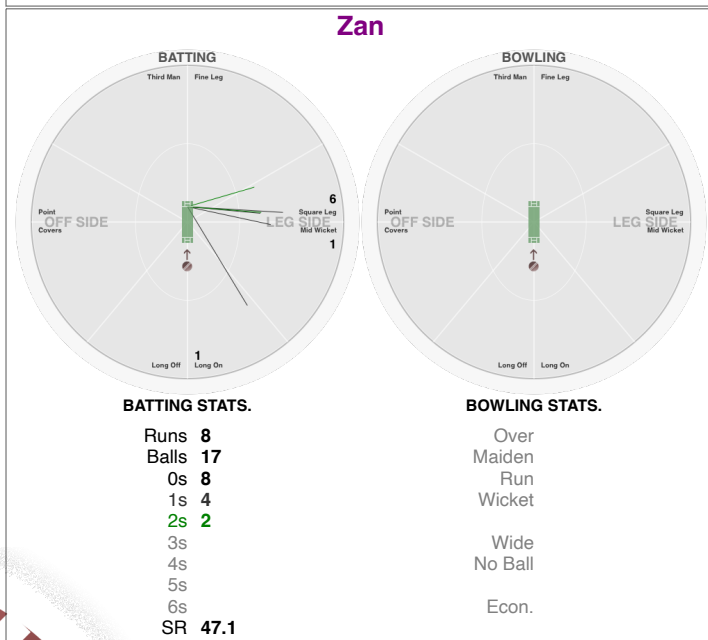 Zan
BATTING
BOWLING
Third Man Fine Leg
Third Man Fine Leg
6
Point
Square Leg
OFF SIDE
LEG SIDE
Covers
Mid Wicket
1
Point
Square Leg
OFF SIDE
LEG SIDE
Covers
Mid Wicket
1
Long Off Long On
Long Off Long On
BATTING STATS.
Runs 8
Balls 17
0s 8
1s 4
2s 2
3s
4s
5s
6s
SR 47.1
BOWLING STATS.
Over
Maiden
Run
Wicket
Wide
No Ball
Econ.